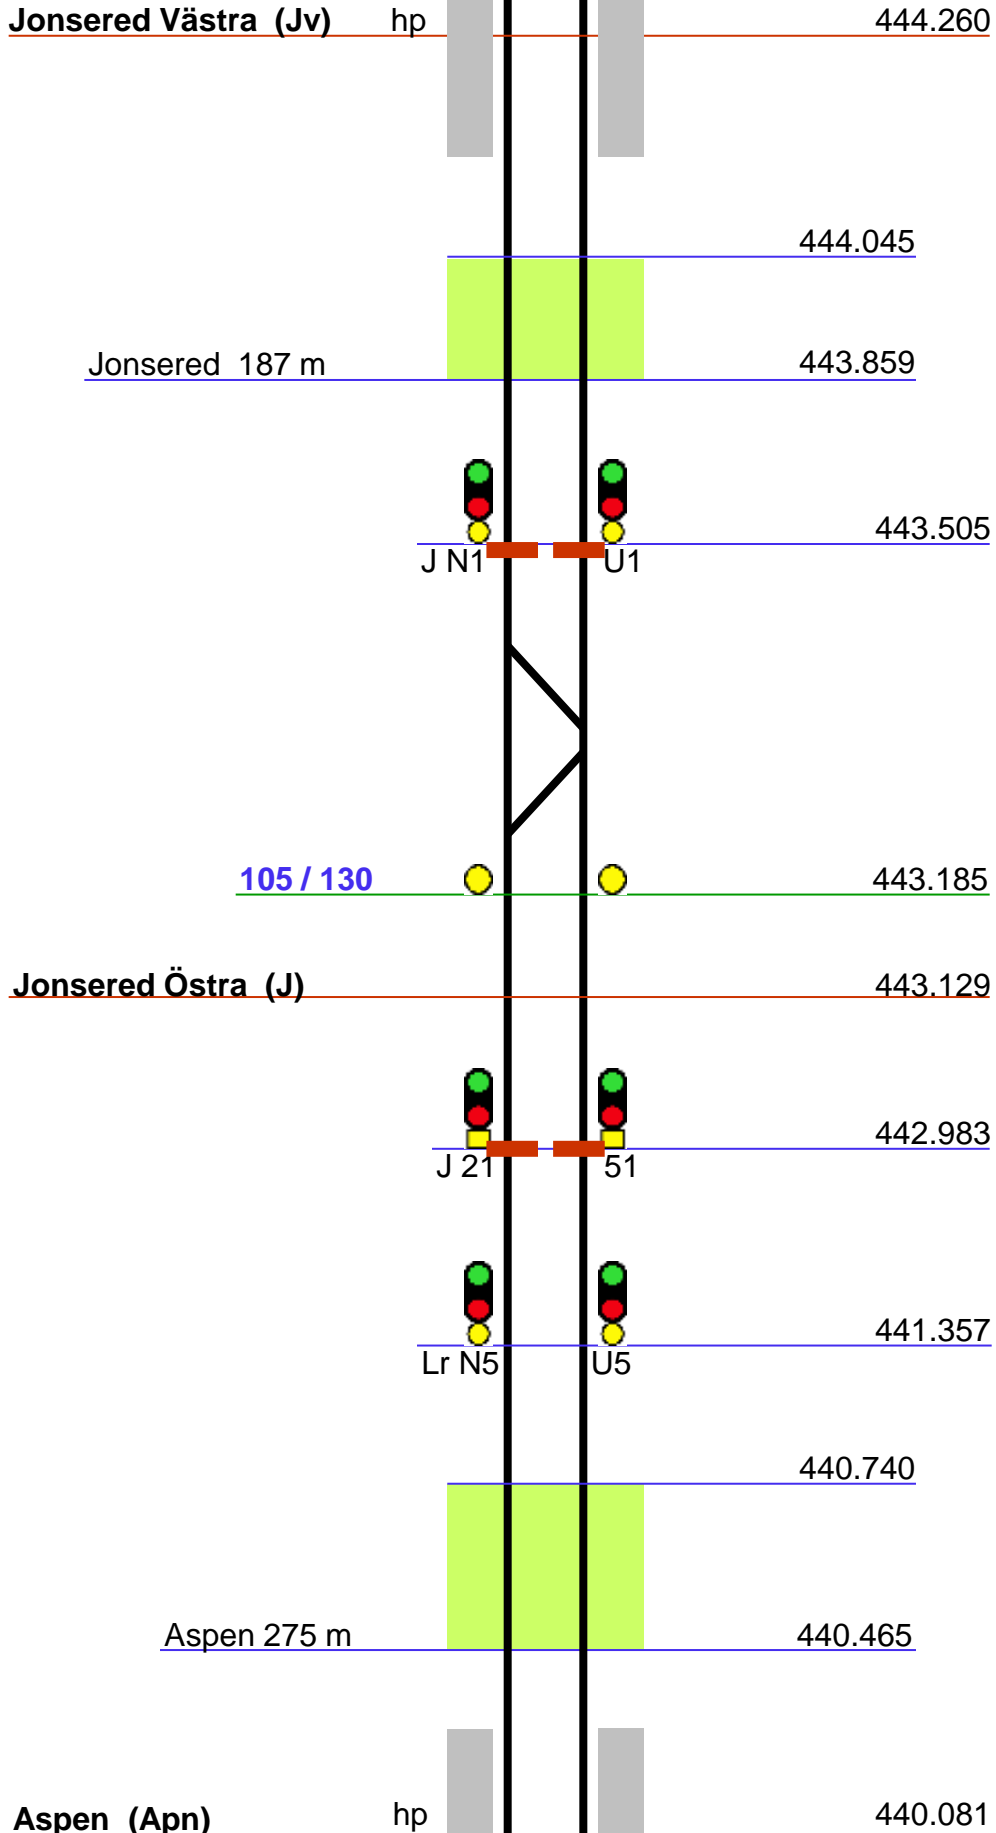 Jonsered Västra (Jv) hp 444.260
444.045
Jonsered 187 m 443.859
443.505
J N1 U1
105 / 130 443.185
Jonsered Östra (J) 443.129
442.983
J 21 51
441.357
Lr N5 U5
440.740
Aspen 275 m 440.465
Aspen (Apn) hp 440.081